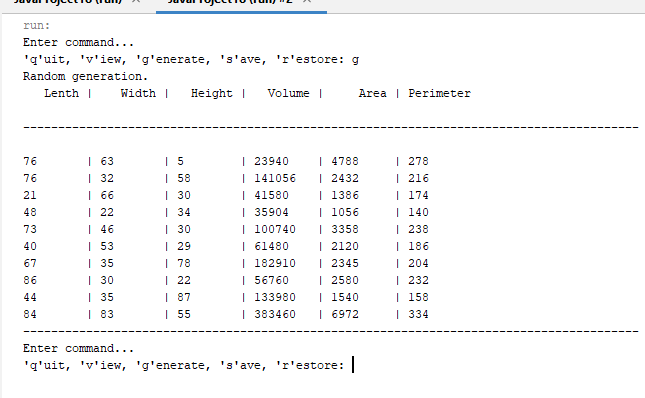 JavaProject16 (run) × JavaProject16 (run) #2 ×
run:
Enter command...
'q'uit, 'v'iew, 'g'enerate, 's'ave, 'r'estore: g
Random generation.
Lenth | Width | Height | Volume | Area | Perimeter
--------------------------------------------------------------------------------
76 | 63 | 5 | 23940 | 4788 | 278
76 | 32 | 58 | 141056 | 2432 | 216
21 | 66 | 30 | 41580 | 1386 | 174
48 | 22 | 34 | 35904 | 1056 | 140
73 | 46 | 30 | 100740 | 3358 | 238
40 | 53 | 29 | 61480 | 2120 | 186
67 | 35 | 78 | 182910 | 2345 | 204
86 | 30 | 22 | 56760 | 2580 | 232
44 | 35 | 87 | 133980 | 1540 | 158
84 | 83 | 55 | 383460 | 6972 | 334
--------------------------------------------------------------------------------
Enter command...
'q'uit, 'v'iew, 'g'enerate, 's'ave, 'r'estore: